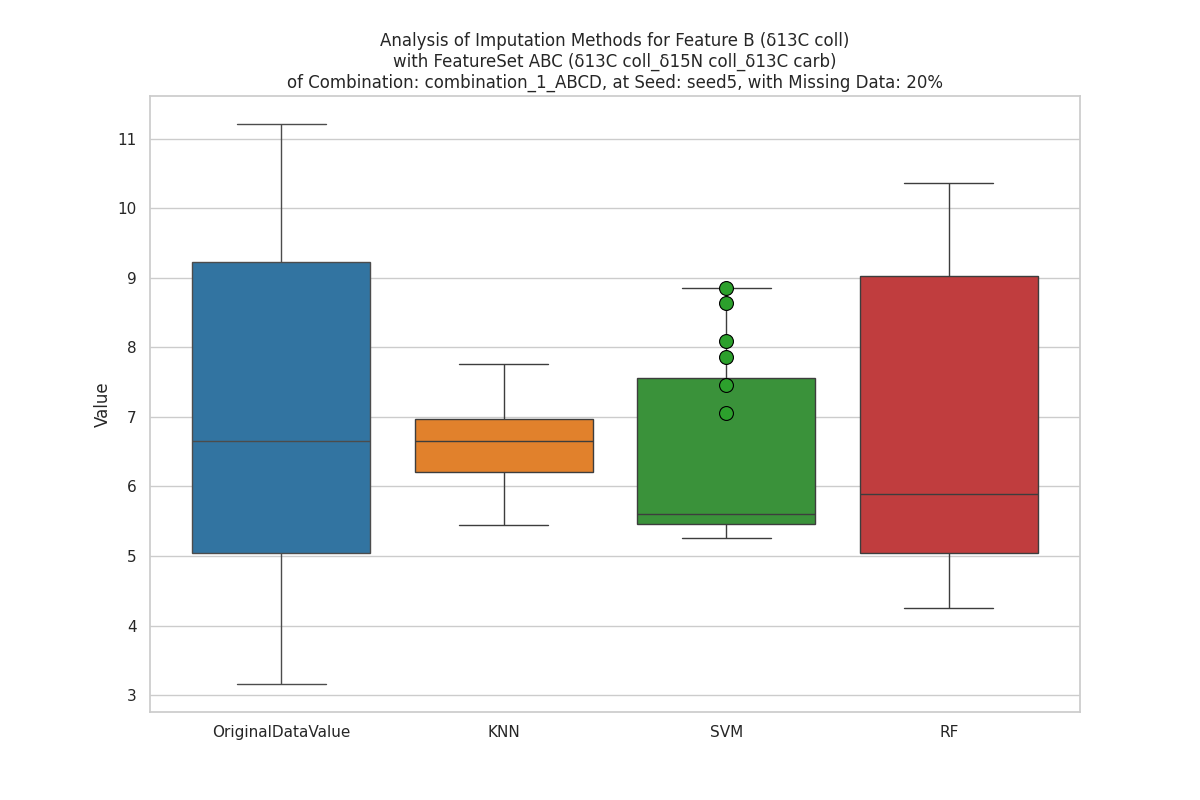 Analysis of Imputation Methods for Feature B (δ13C coll)
with FeatureSet ABC (δ13C coll_δ15N coll_δ13C carb)
of Combination: combination_1_ABCD, at Seed: seed5, with Missing Data: 20%
11
10
9
8
7
6
5
4
3
Value
OriginalDataValue
KNN
SVM
RF